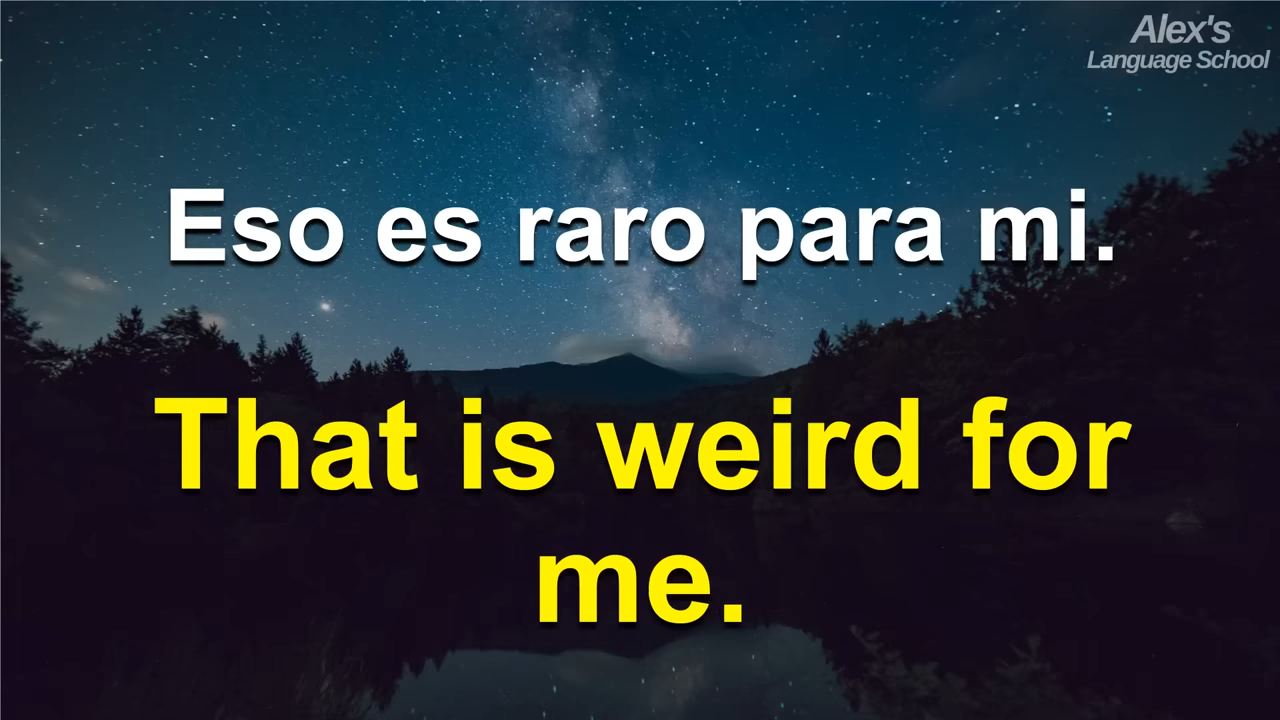 Alex's
Language School
Eso es raro para mi.
That is weird for
me.